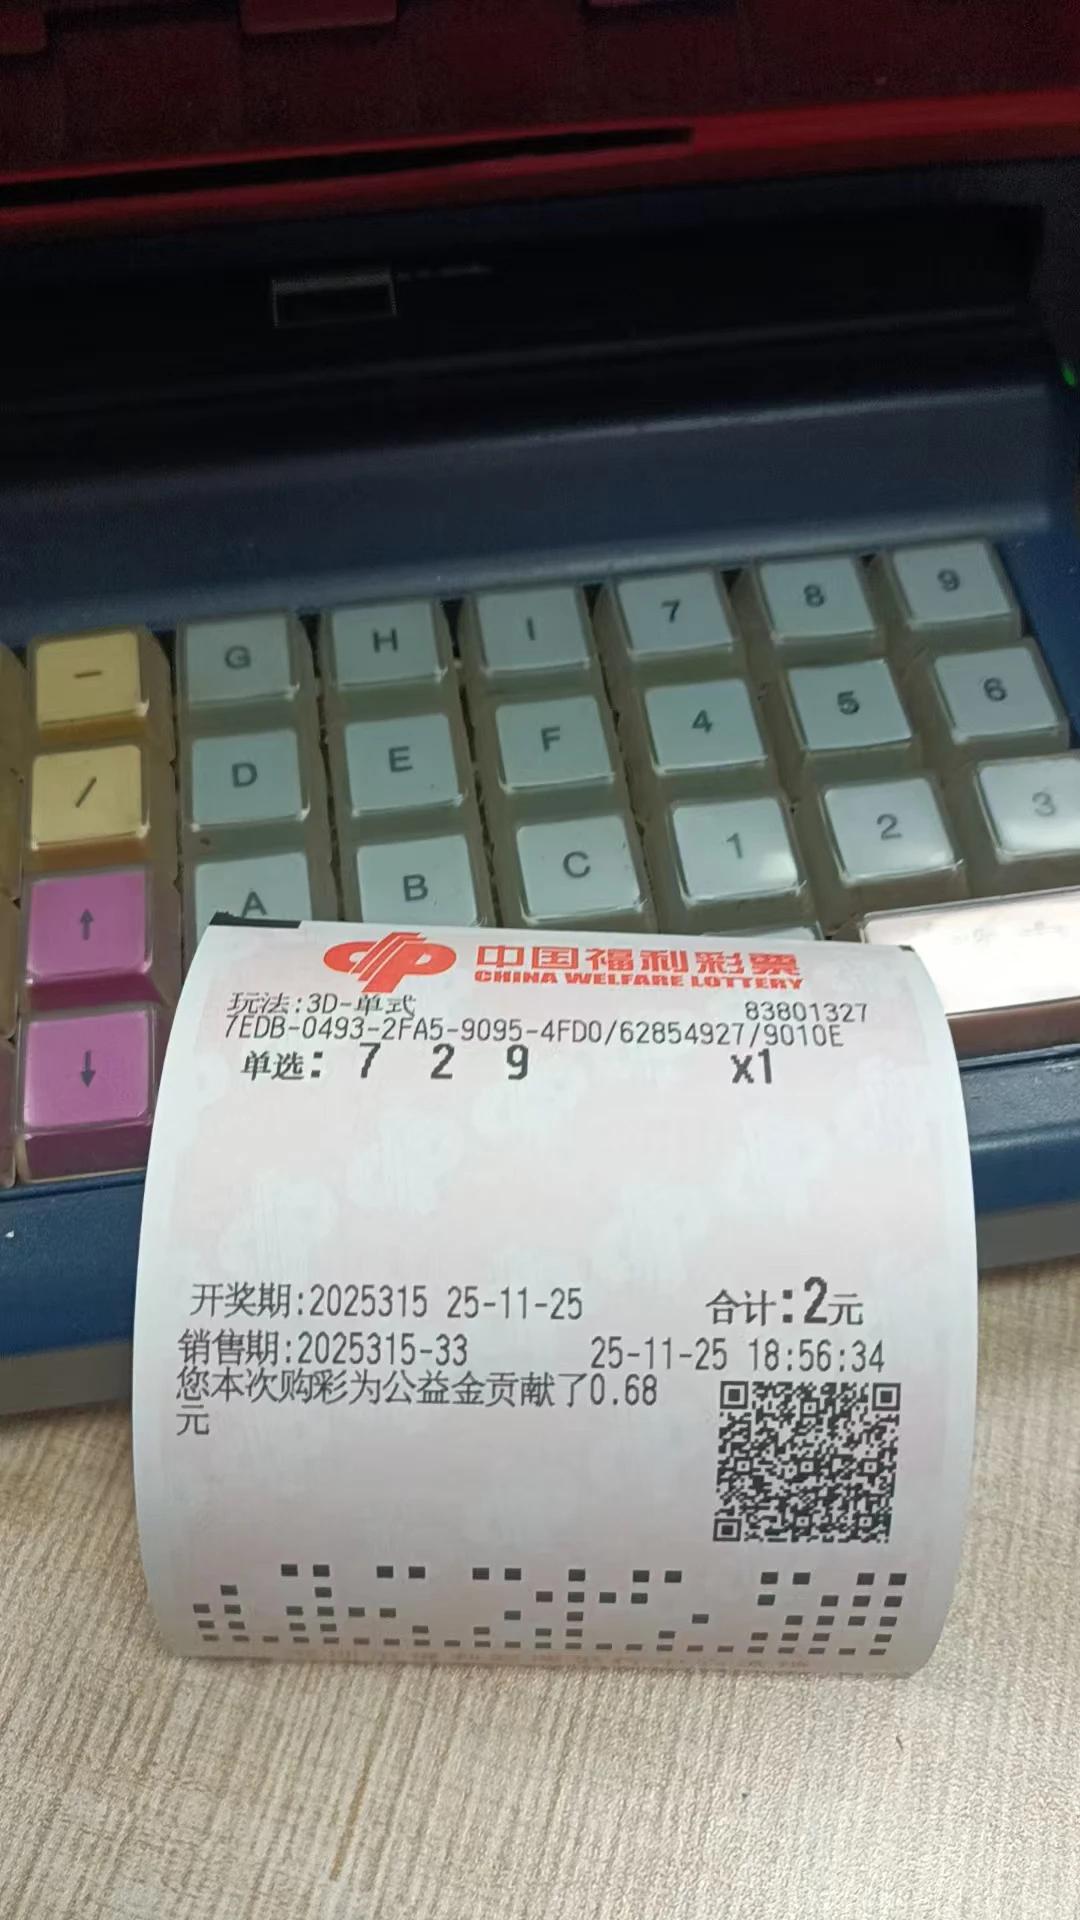 - G H I 7 8 9
/ D E F 4 5 6
↑ A B C 1 2 3
↓
中国福利彩票
CHINA WELFARE LOTTERY
玩法:3D-单式 83801327
7EDB-0493-2FA5-9095-4FD0/62854927/9010E
单选: 7 2 9 x1
开奖期:2025315 25-11-25 合计:2元
销售期:2025315-33 25-11-25 18:56:34
您本次购彩为公益金贡献了0.68
元